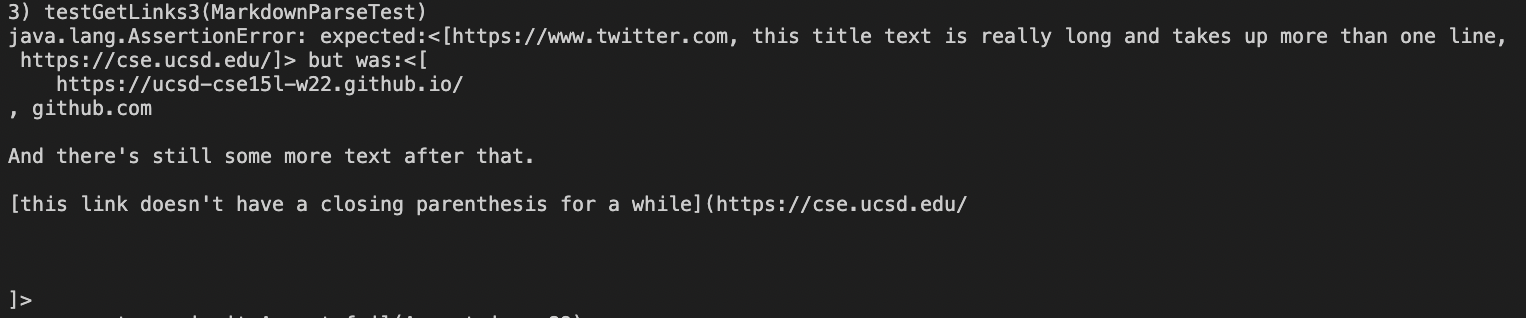 3) testGetLinks3(MarkdownParseTest)
java.lang.AssertionError: expected:<[https://www.twitter.com, this title text is really long and takes up more than one line,
https://cse.ucsd.edu/]> but was:<[
https://ucsd-cse15l-w22.github.io/
, github.com
And there's still some more text after that.
[this link doesn't have a closing parenthesis for a while](https://cse.ucsd.edu/
]>